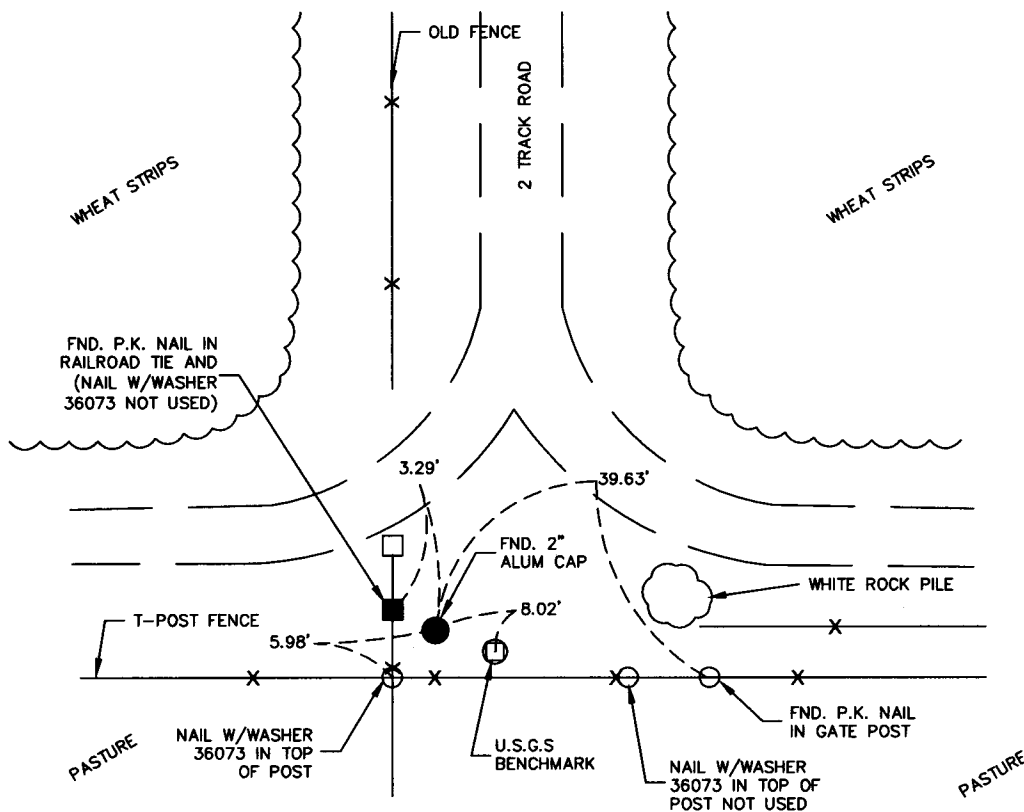 OLD FENCE
2 TRACK ROAD
WHEAT STRIPS
WHEAT STRIPS
FND. P.K. NAIL IN
RAILROAD TIE AND
(NAIL W/WASHER
36073 NOT USED)
3.29'
39.63'
FND. 2"
ALUM CAP
WHITE ROCK PILE
T-POST FENCE
8.02'
5.98'
NAIL W/WASHER
36073 IN TOP
OF POST
U.S.G.S
BENCHMARK
FND. P.K. NAIL
IN GATE POST
NAIL W/WASHER
36073 IN TOP OF
POST NOT USED
PASTURE
PASTURE